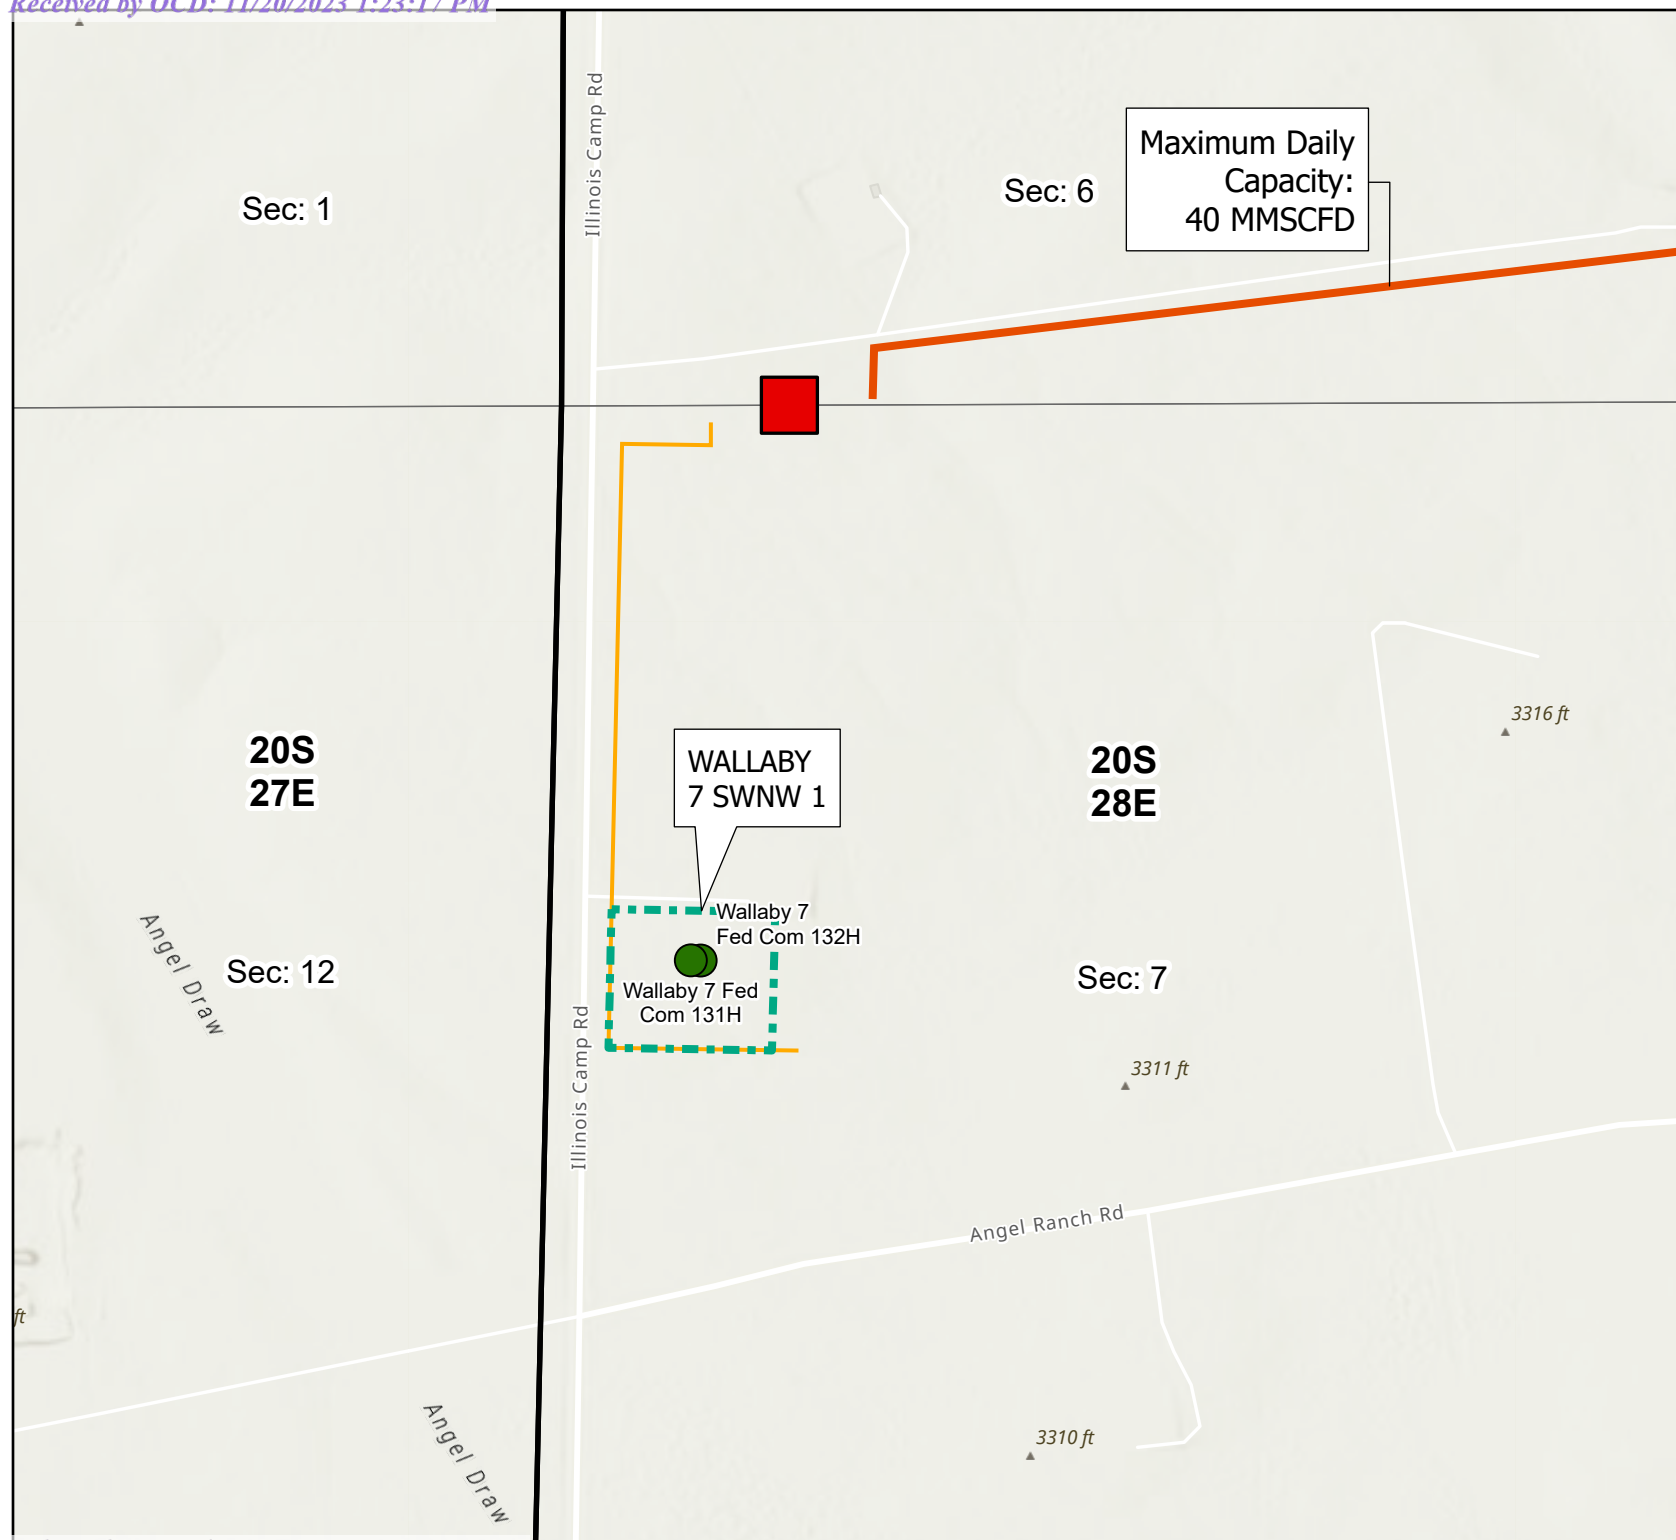 Received by OCD: 11/20/2023 1:23:17 PM
Illinois Camp Rd
Maximum Daily
Capacity:
40 MMSCFD
Sec: 6
Sec: 1
3316 ft
WALLABY
7 SWNW 1
20S
27E
20S
28E
Wallaby 7
Fed Com 132H
Angel Draw
Sec: 12
Sec: 7
Wallaby 7 Fed
Com 131H
Illinois Camp Rd
3311 ft
Angel Ranch Rd
ft
3310 ft
Angel Draw